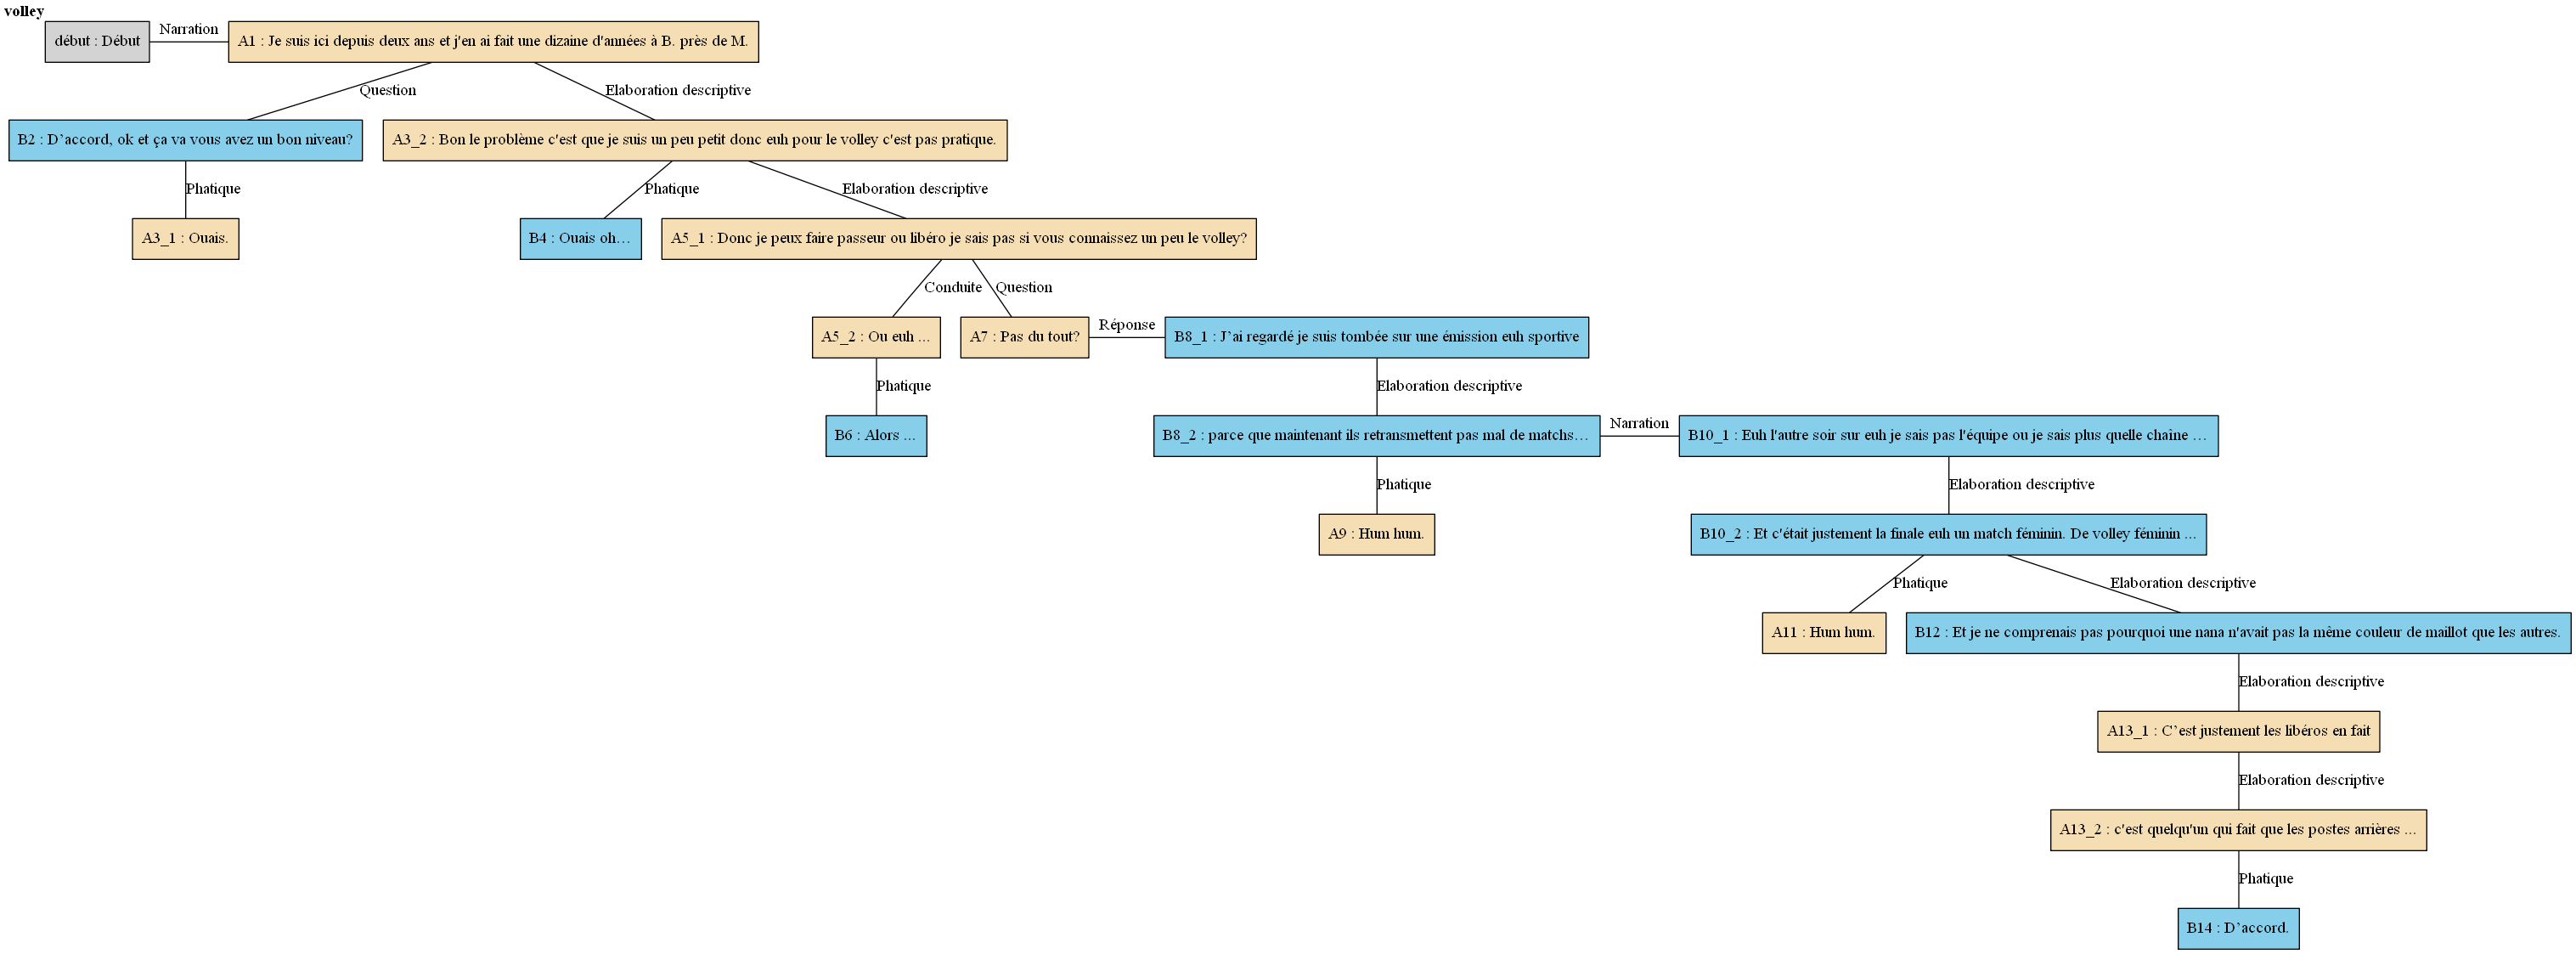 volley
début : Début
Narration
A1 : Je suis ici depuis deux ans et j'en ai fait une dizaine d'années à B. près de M.
Question
Elaboration descriptive
B2 : D’accord, ok et ça va vous avez un bon niveau?
A3_2 : Bon le problème c'est que je suis un peu petit donc euh pour le volley c'est pas pratique.
Phatique
Phatique
Elaboration descriptive
A3_1 : Ouais.
B4 : Ouais oh…
A5_1 : Donc je peux faire passeur ou libéro je sais pas si vous connaissez un peu le volley?
Conduite
Question
A5_2 : Ou euh ...
A7 : Pas du tout?
Réponse
B8_1 : J’ai regardé je suis tombée sur une émission euh sportive
Phatique
Elaboration descriptive
B6 : Alors ...
B8_2 : parce que maintenant ils retransmettent pas mal de matchs…
Narration
B10_1 : Euh l'autre soir sur euh je sais pas l'équipe ou je sais plus quelle chaîne …
Phatique
Elaboration descriptive
A9 : Hum hum.
B10_2 : Et c'était justement la finale euh un match féminin. De volley féminin ...
Phatique
Elaboration descriptive
A11 : Hum hum.
B12 : Et je ne comprenais pas pourquoi une nana n'avait pas la même couleur de maillot que les autres.
Elaboration descriptive
A13_1 : C’est justement les libéros en fait
Elaboration descriptive
A13_2 : c'est quelqu'un qui fait que les postes arrières ...
Phatique
B14 : D’accord.